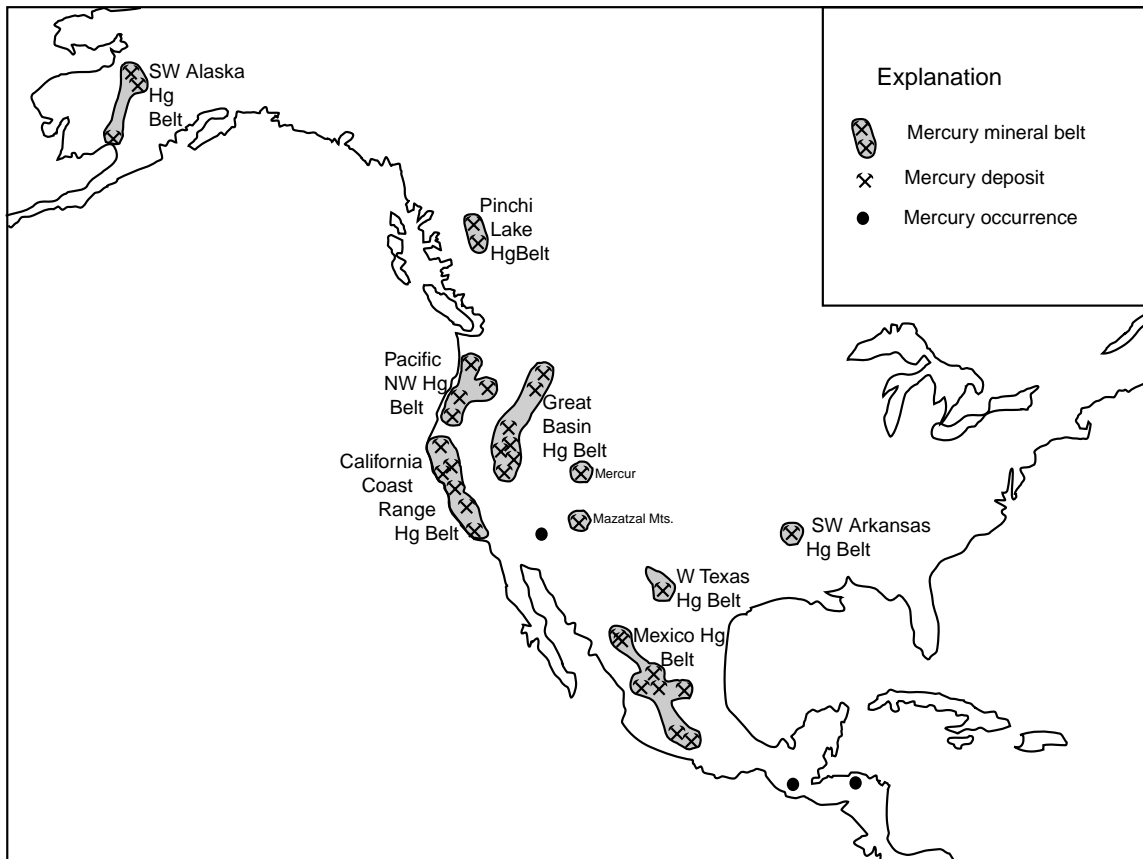 SW Alaska
Hg
Belt
Explanation
Mercury mineral belt
Mercury deposit
Mercury occurrence
Pinchi
Lake
HgBelt
Pacific
NW Hg
Belt
Great
Basin
Hg Belt
California
Coast
Range
Hg Belt
Mercur
Mazatzal Mts.
SW Arkansas
Hg Belt
W Texas
Hg Belt
Mexico Hg
Belt